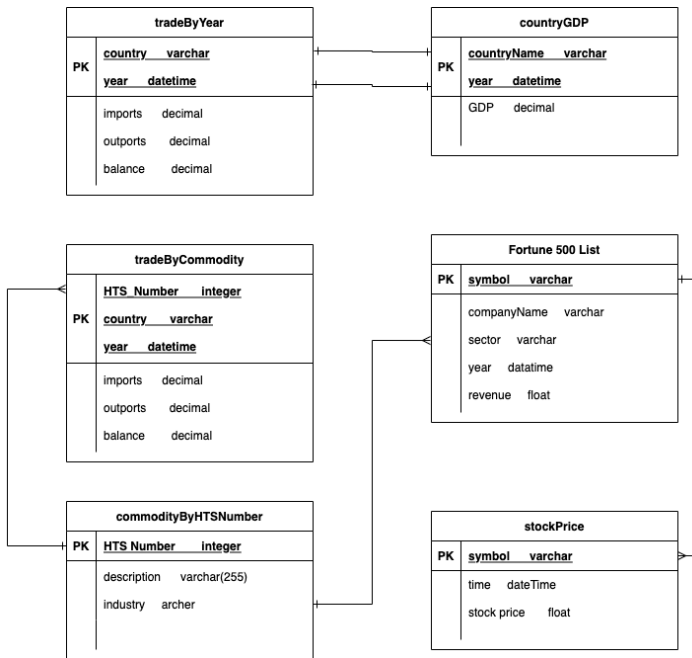 tradeByYear
PK
country varchar
year datetime
imports decimal
outports decimal
balance decimal
countryGDP
PK
countryName varchar
year datetime
GDP decimal
tradeByCommodity
PK
HTS_Number integer
country varchar
year datetime
imports decimal
outports decimal
balance decimal
Fortune 500 List
PK
symbol varchar
companyName varchar
sector varchar
year datatime
revenue float
commodityByHTSNumber
PK
HTS Number integer
description varchar(255)
industry archer
stockPrice
PK
symbol varchar
time dateTime
stock price float